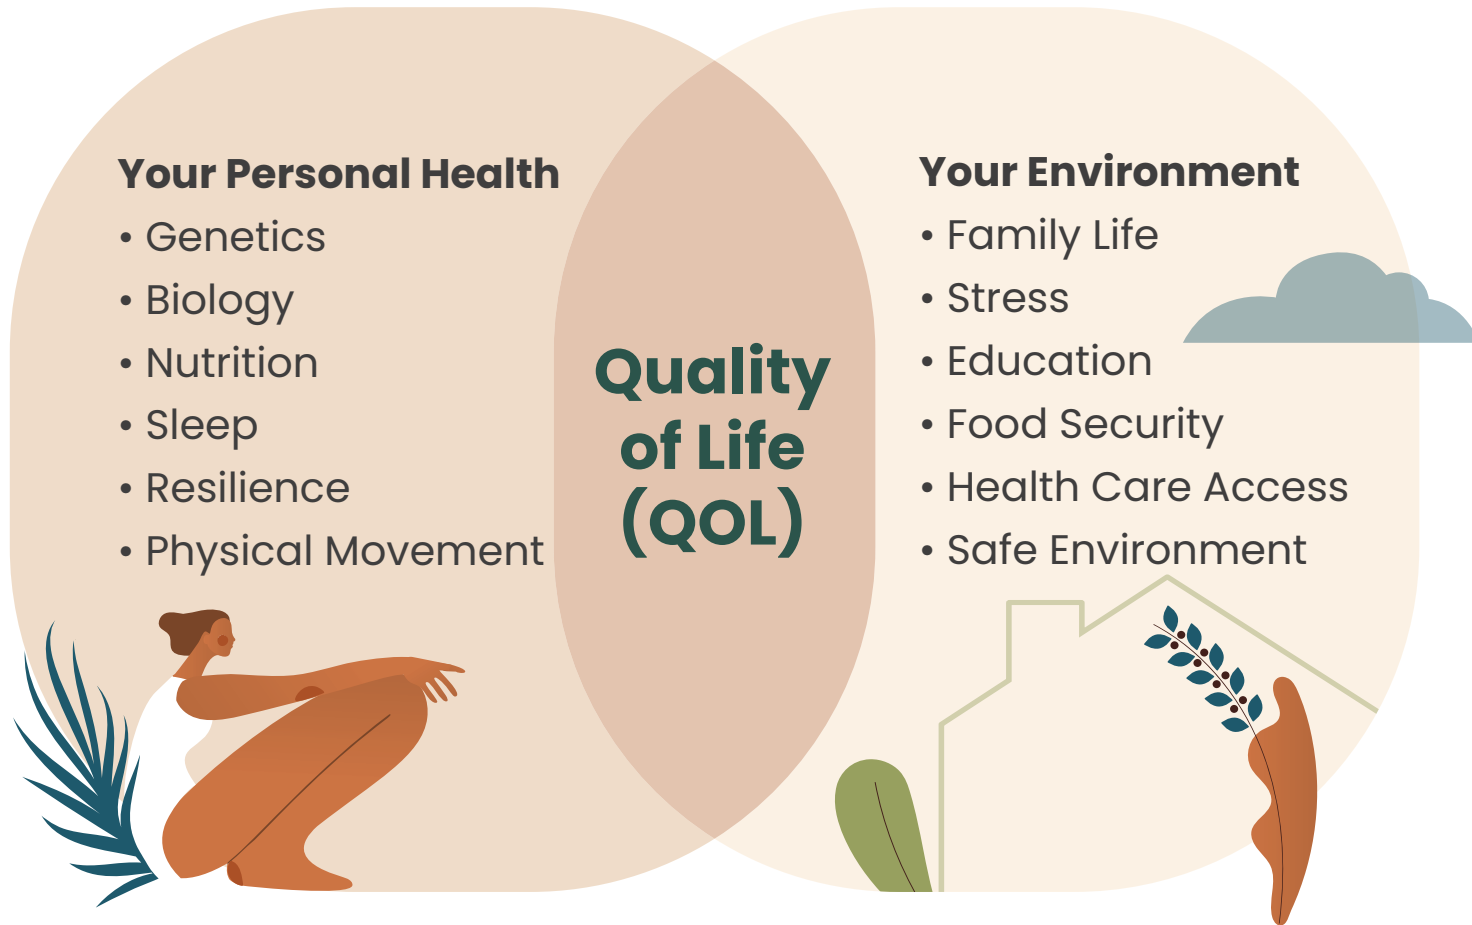 Your Personal Health
• Genetics
• Biology
• Nutrition
• Sleep
• Resilience
• Physical Movement
Quality
of Life
(QOL)
Your Environment
• Family Life
• Stress
• Education
• Food Security
• Health Care Access
• Safe Environment